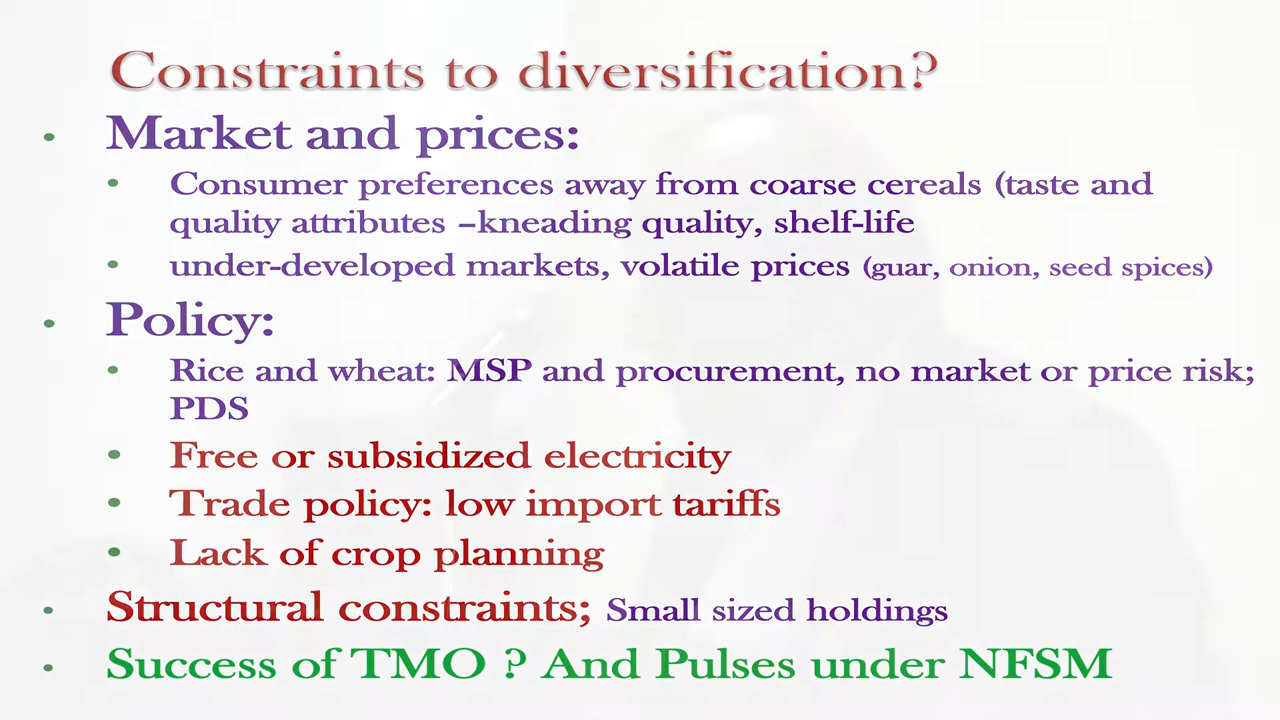 Constraints to diversification?
• Market and prices:
• Consumer preferences away from coarse cereals (taste and
quality attributes –kneading quality, shelf-life
• under-developed markets, volatile prices (guar, onion, seed spices)
• Policy:
• Rice and wheat: MSP and procurement, no market or price risk;
PDS
• Free or subsidized electricity
• Trade policy: low import tariffs
• Lack of crop planning
• Structural constraints; Small sized holdings
• Success of TMO ? And Pulses under NFSM